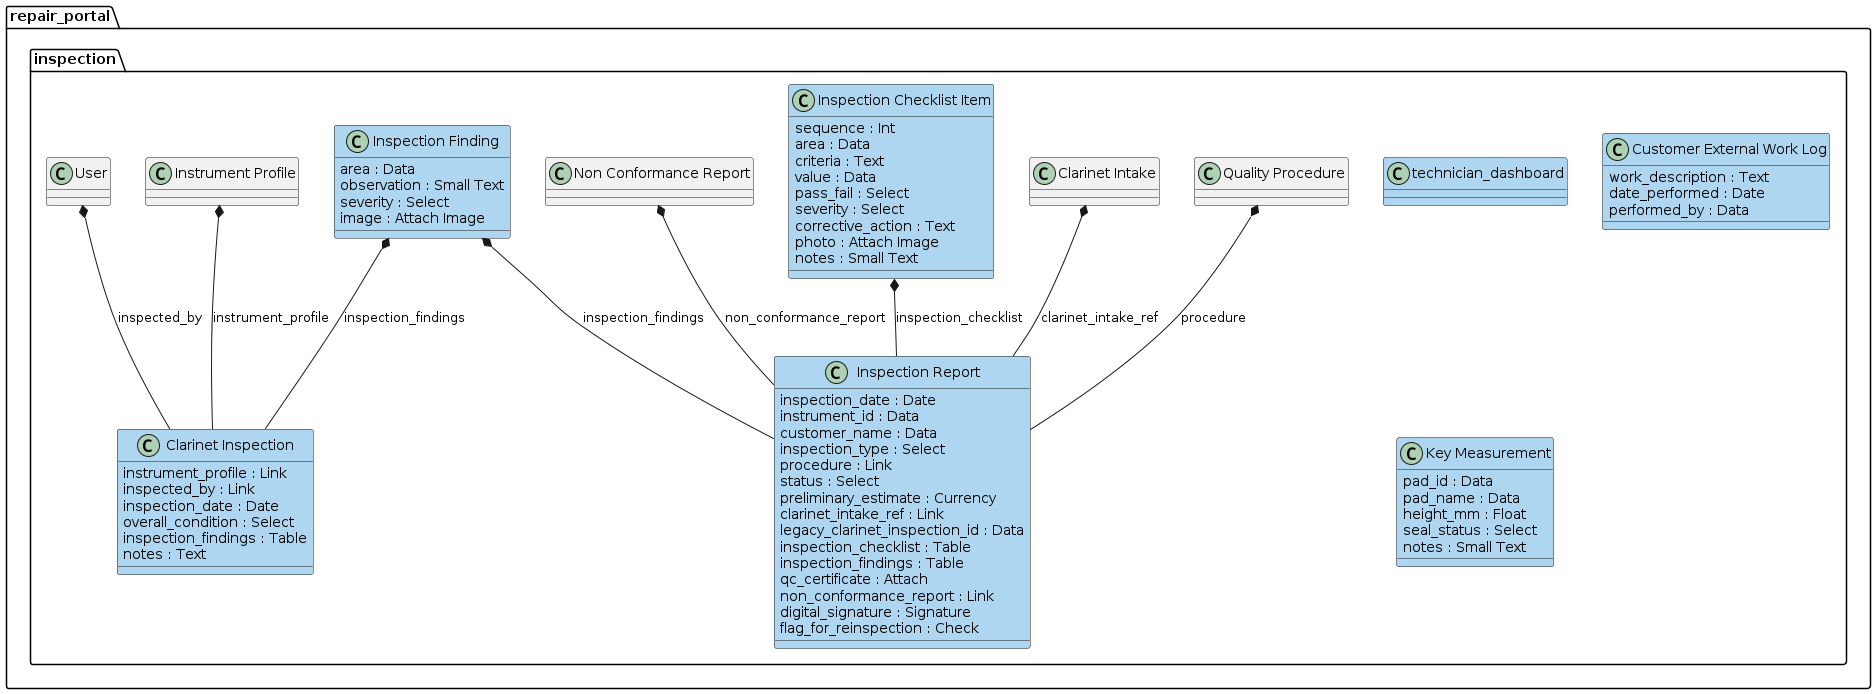 repair_portal
inspection
C Inspection Checklist Item
sequence : Int
area : Data
criteria : Text
value : Data
pass_fail : Select
severity : Select
corrective_action : Text
photo : Attach Image
notes : Small Text
C Inspection Finding
area : Data
observation : Small Text
severity : Select
image : Attach Image
C Customer External Work Log
work_description : Text
date_performed : Date
performed_by : Data
C User
C Instrument Profile
C Non Conformance Report
C Clarinet Intake
C Quality Procedure
C technician_dashboard
inspected_by
instrument_profile
inspection_findings
inspection_findings
non_conformance_report
inspection_checklist
clarinet_intake_ref
procedure
C Inspection Report
inspection_date : Date
instrument_id : Data
customer_name : Data
inspection_type : Select
procedure : Link
status : Select
preliminary_estimate : Currency
clarinet_intake_ref : Link
legacy_clarinet_inspection_id : Data
inspection_checklist : Table
inspection_findings : Table
qc_certificate : Attach
non_conformance_report : Link
digital_signature : Signature
flag_for_reinspection : Check
C Clarinet Inspection
instrument_profile : Link
inspected_by : Link
inspection_date : Date
overall_condition : Select
inspection_findings : Table
notes : Text
C Key Measurement
pad_id : Data
pad_name : Data
height_mm : Float
seal_status : Select
notes : Small Text